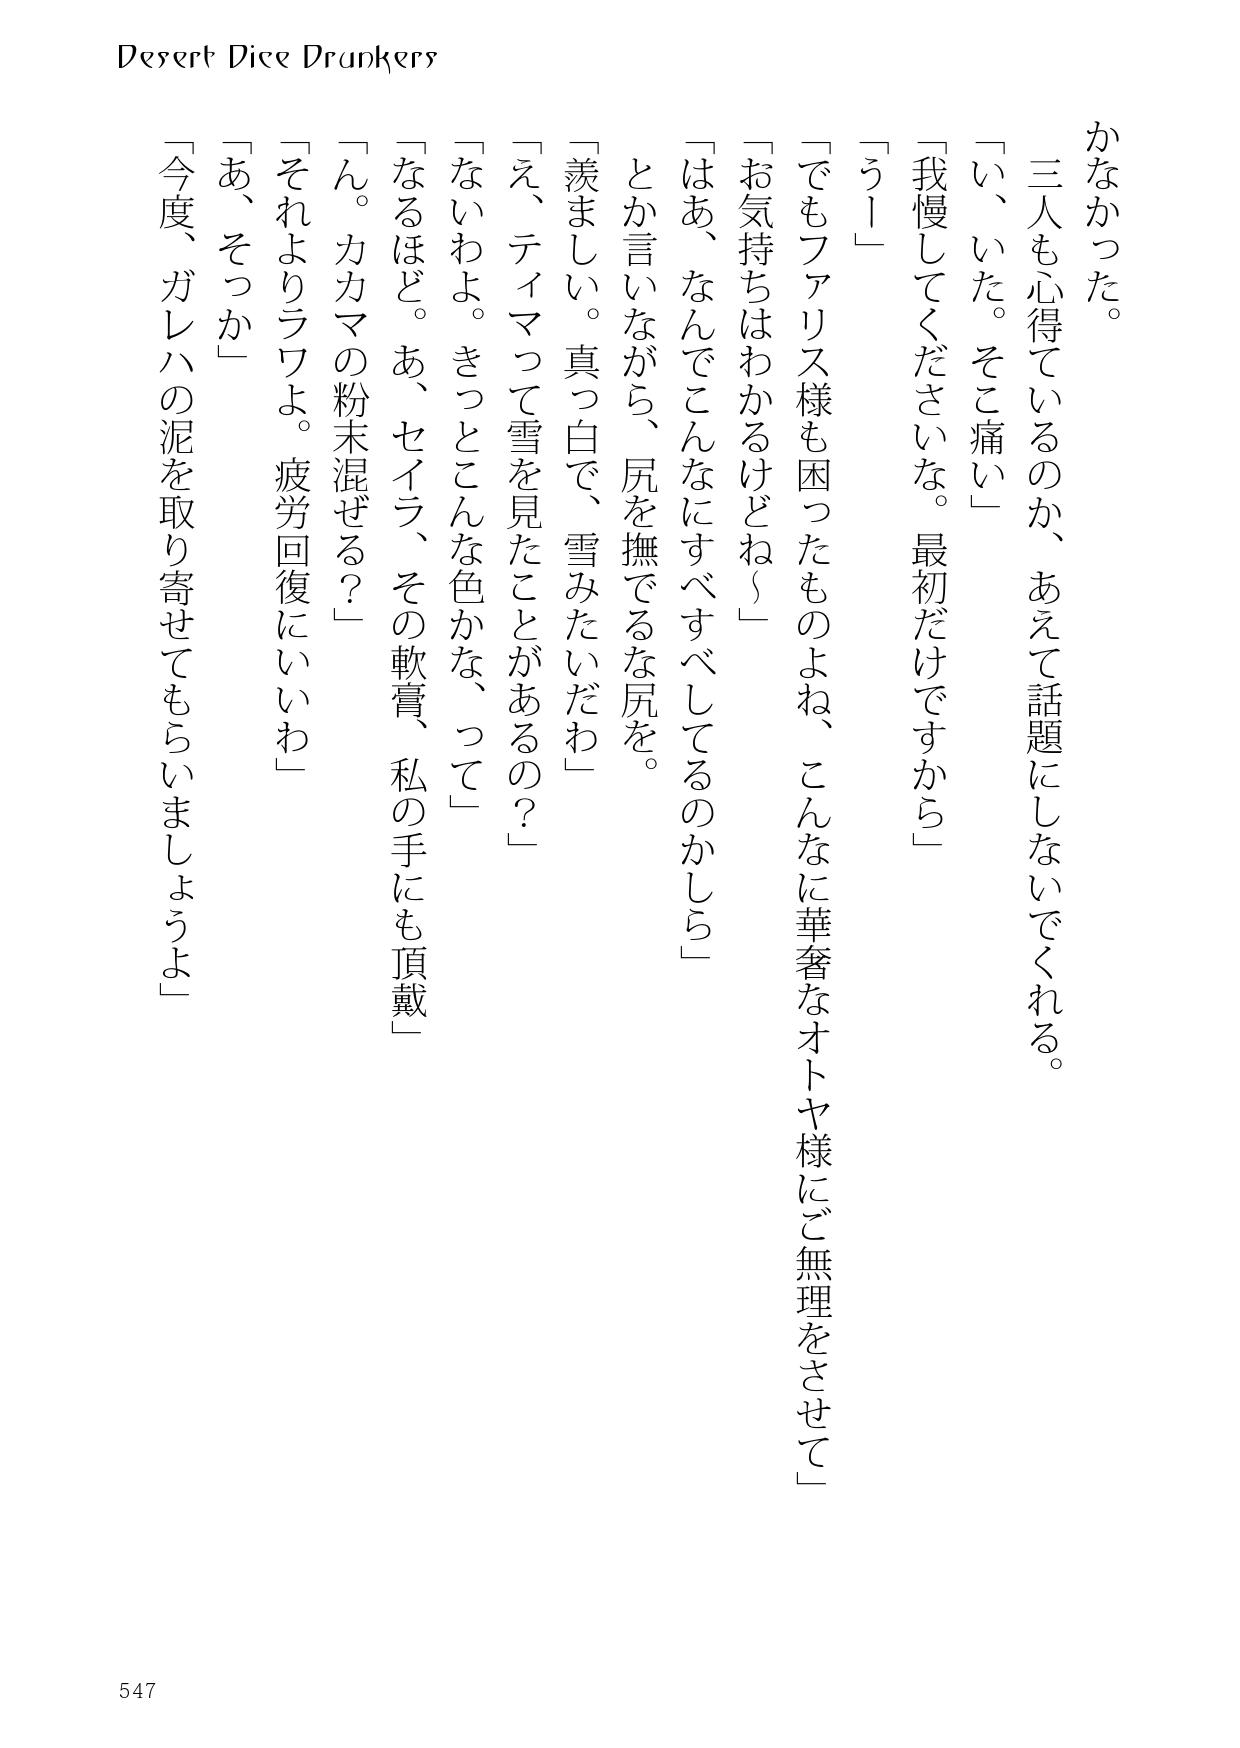 Desert Dice Drunkers
かなかった。
　三人も心得ているのか、あえて話題にしないでくれる。
「い、いた。そこ痛い」
「我慢してくださいな。最初だけですから」
「うー」
「でもファリス様も困ったものよね、こんなに華奢なオトヤ様にご無理をさせて」
「お気持ちはわかるけどね～」
「はあ、なんでこんなにすべすべしてるのかしら」
　とか言いながら、尻を撫でるな尻を。
「羨ましい。真っ白で、雪みたいだわ」
「え、ティマって雪を見たことがあるの？」
「ないわよ。きっとこんな色かな、って」
「なるほど。あ、セイラ、その軟膏、私の手にも頂戴」
「ん。カカマの粉末混ぜる？」
「それよりラワよ。疲労回復にいいわ」
「あ、そっか」
「今度、ガレハの泥を取り寄せてもらいましょうよ」
547